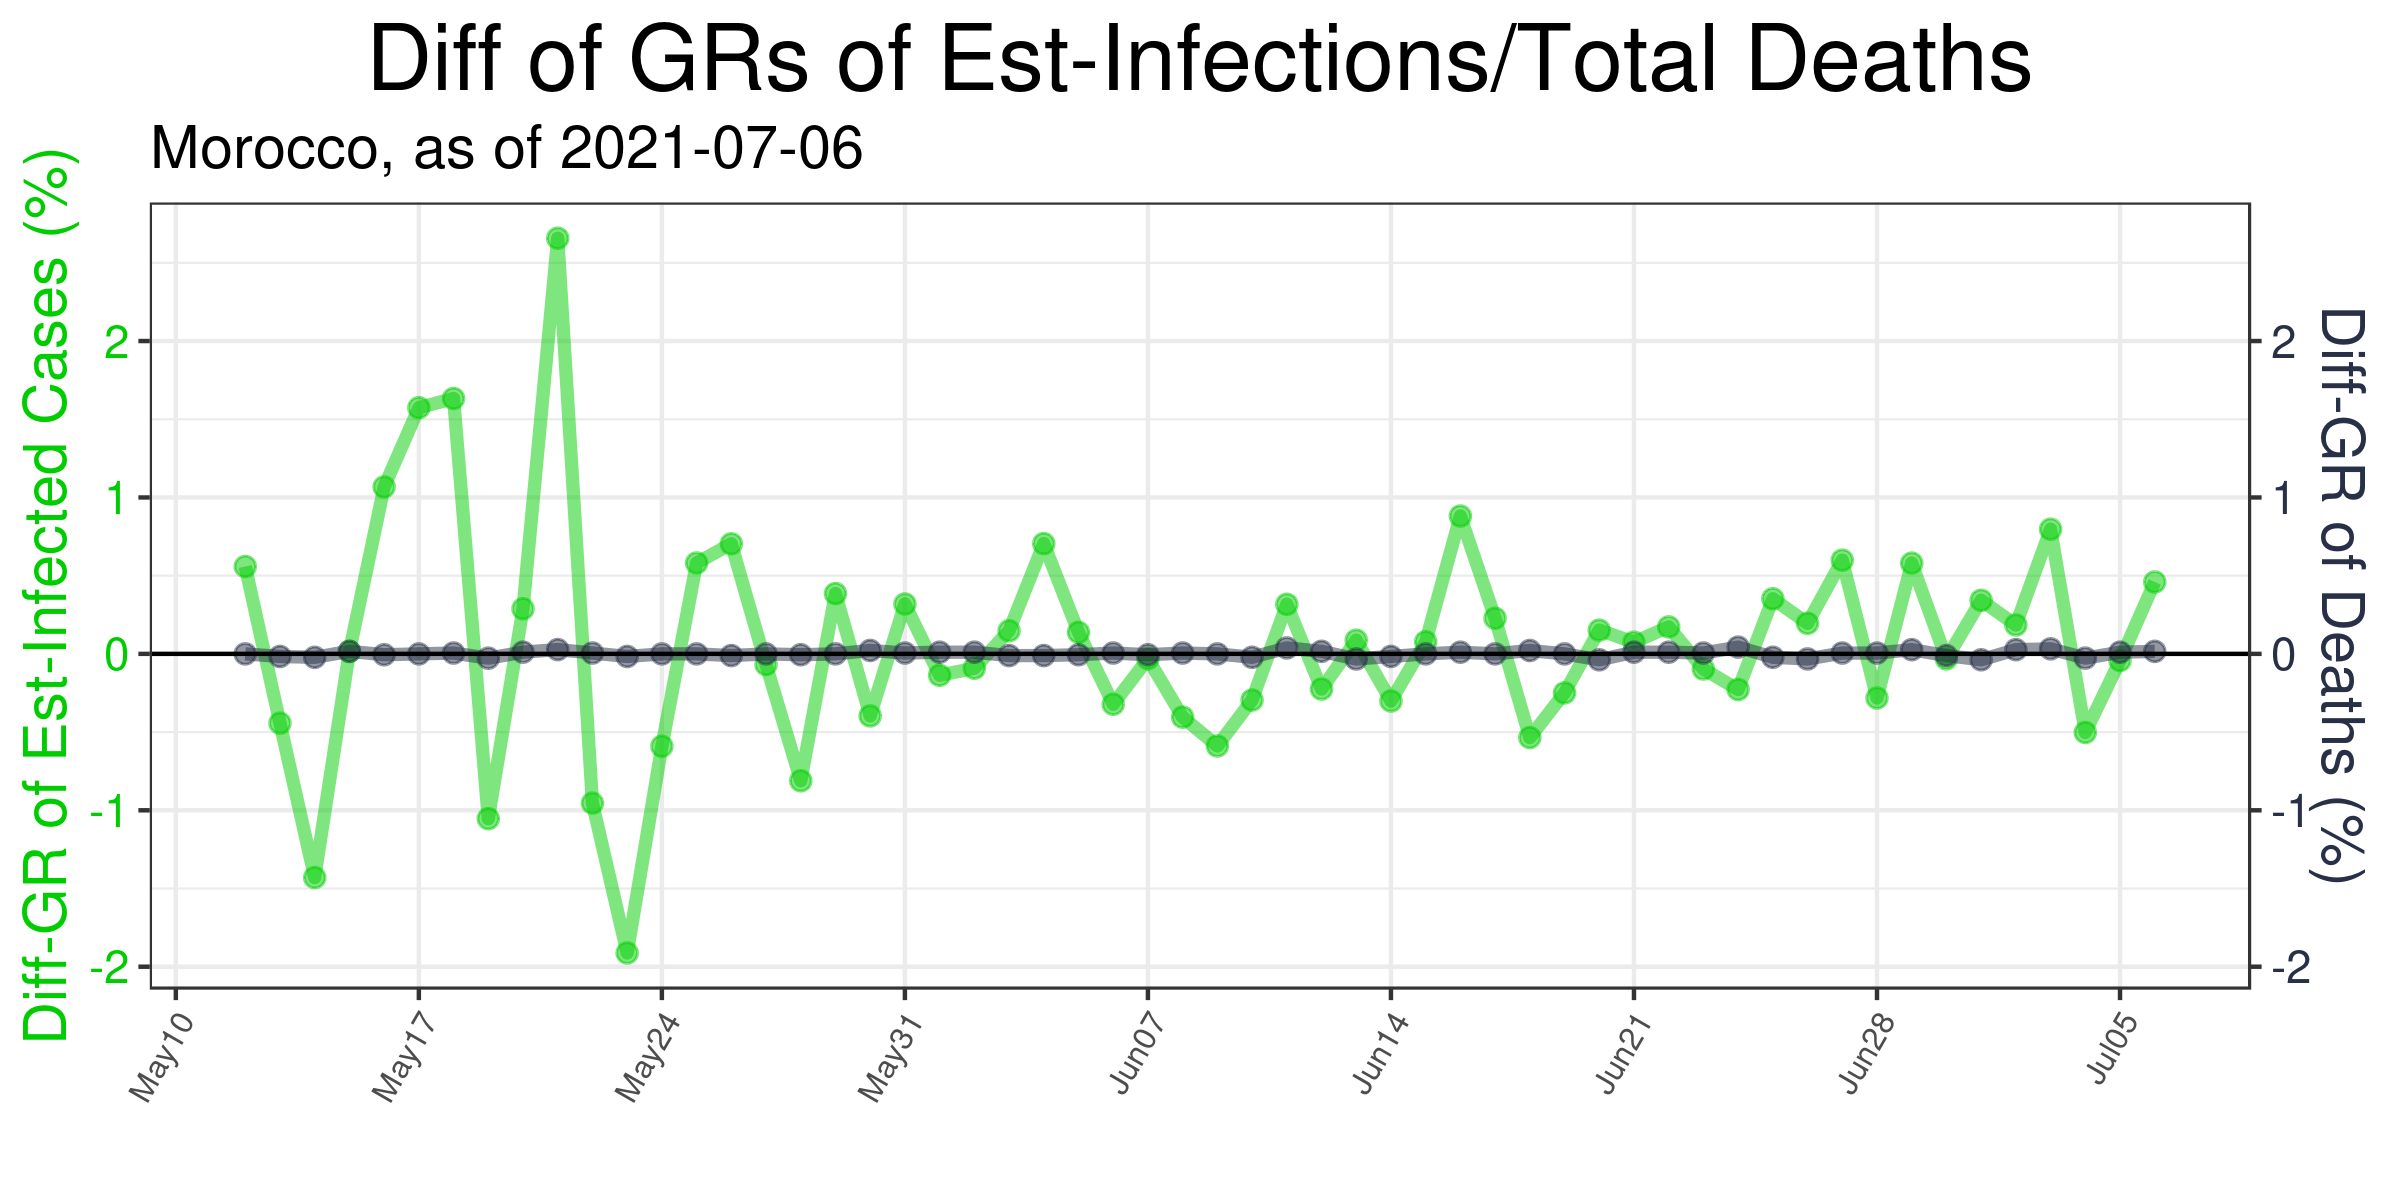 Diff of GRs of Est-Infections/Total Deaths
Morocco, as of 2021-07-06
Diff-GR of Est-Infected Cases (%)
2
1
0
-1
-2
2
1
0
-1
-2
Diff-GR of Deaths (%)
May10
May17
May24
May31
Jun07
Jun14
Jun21
Jun28
Jul05